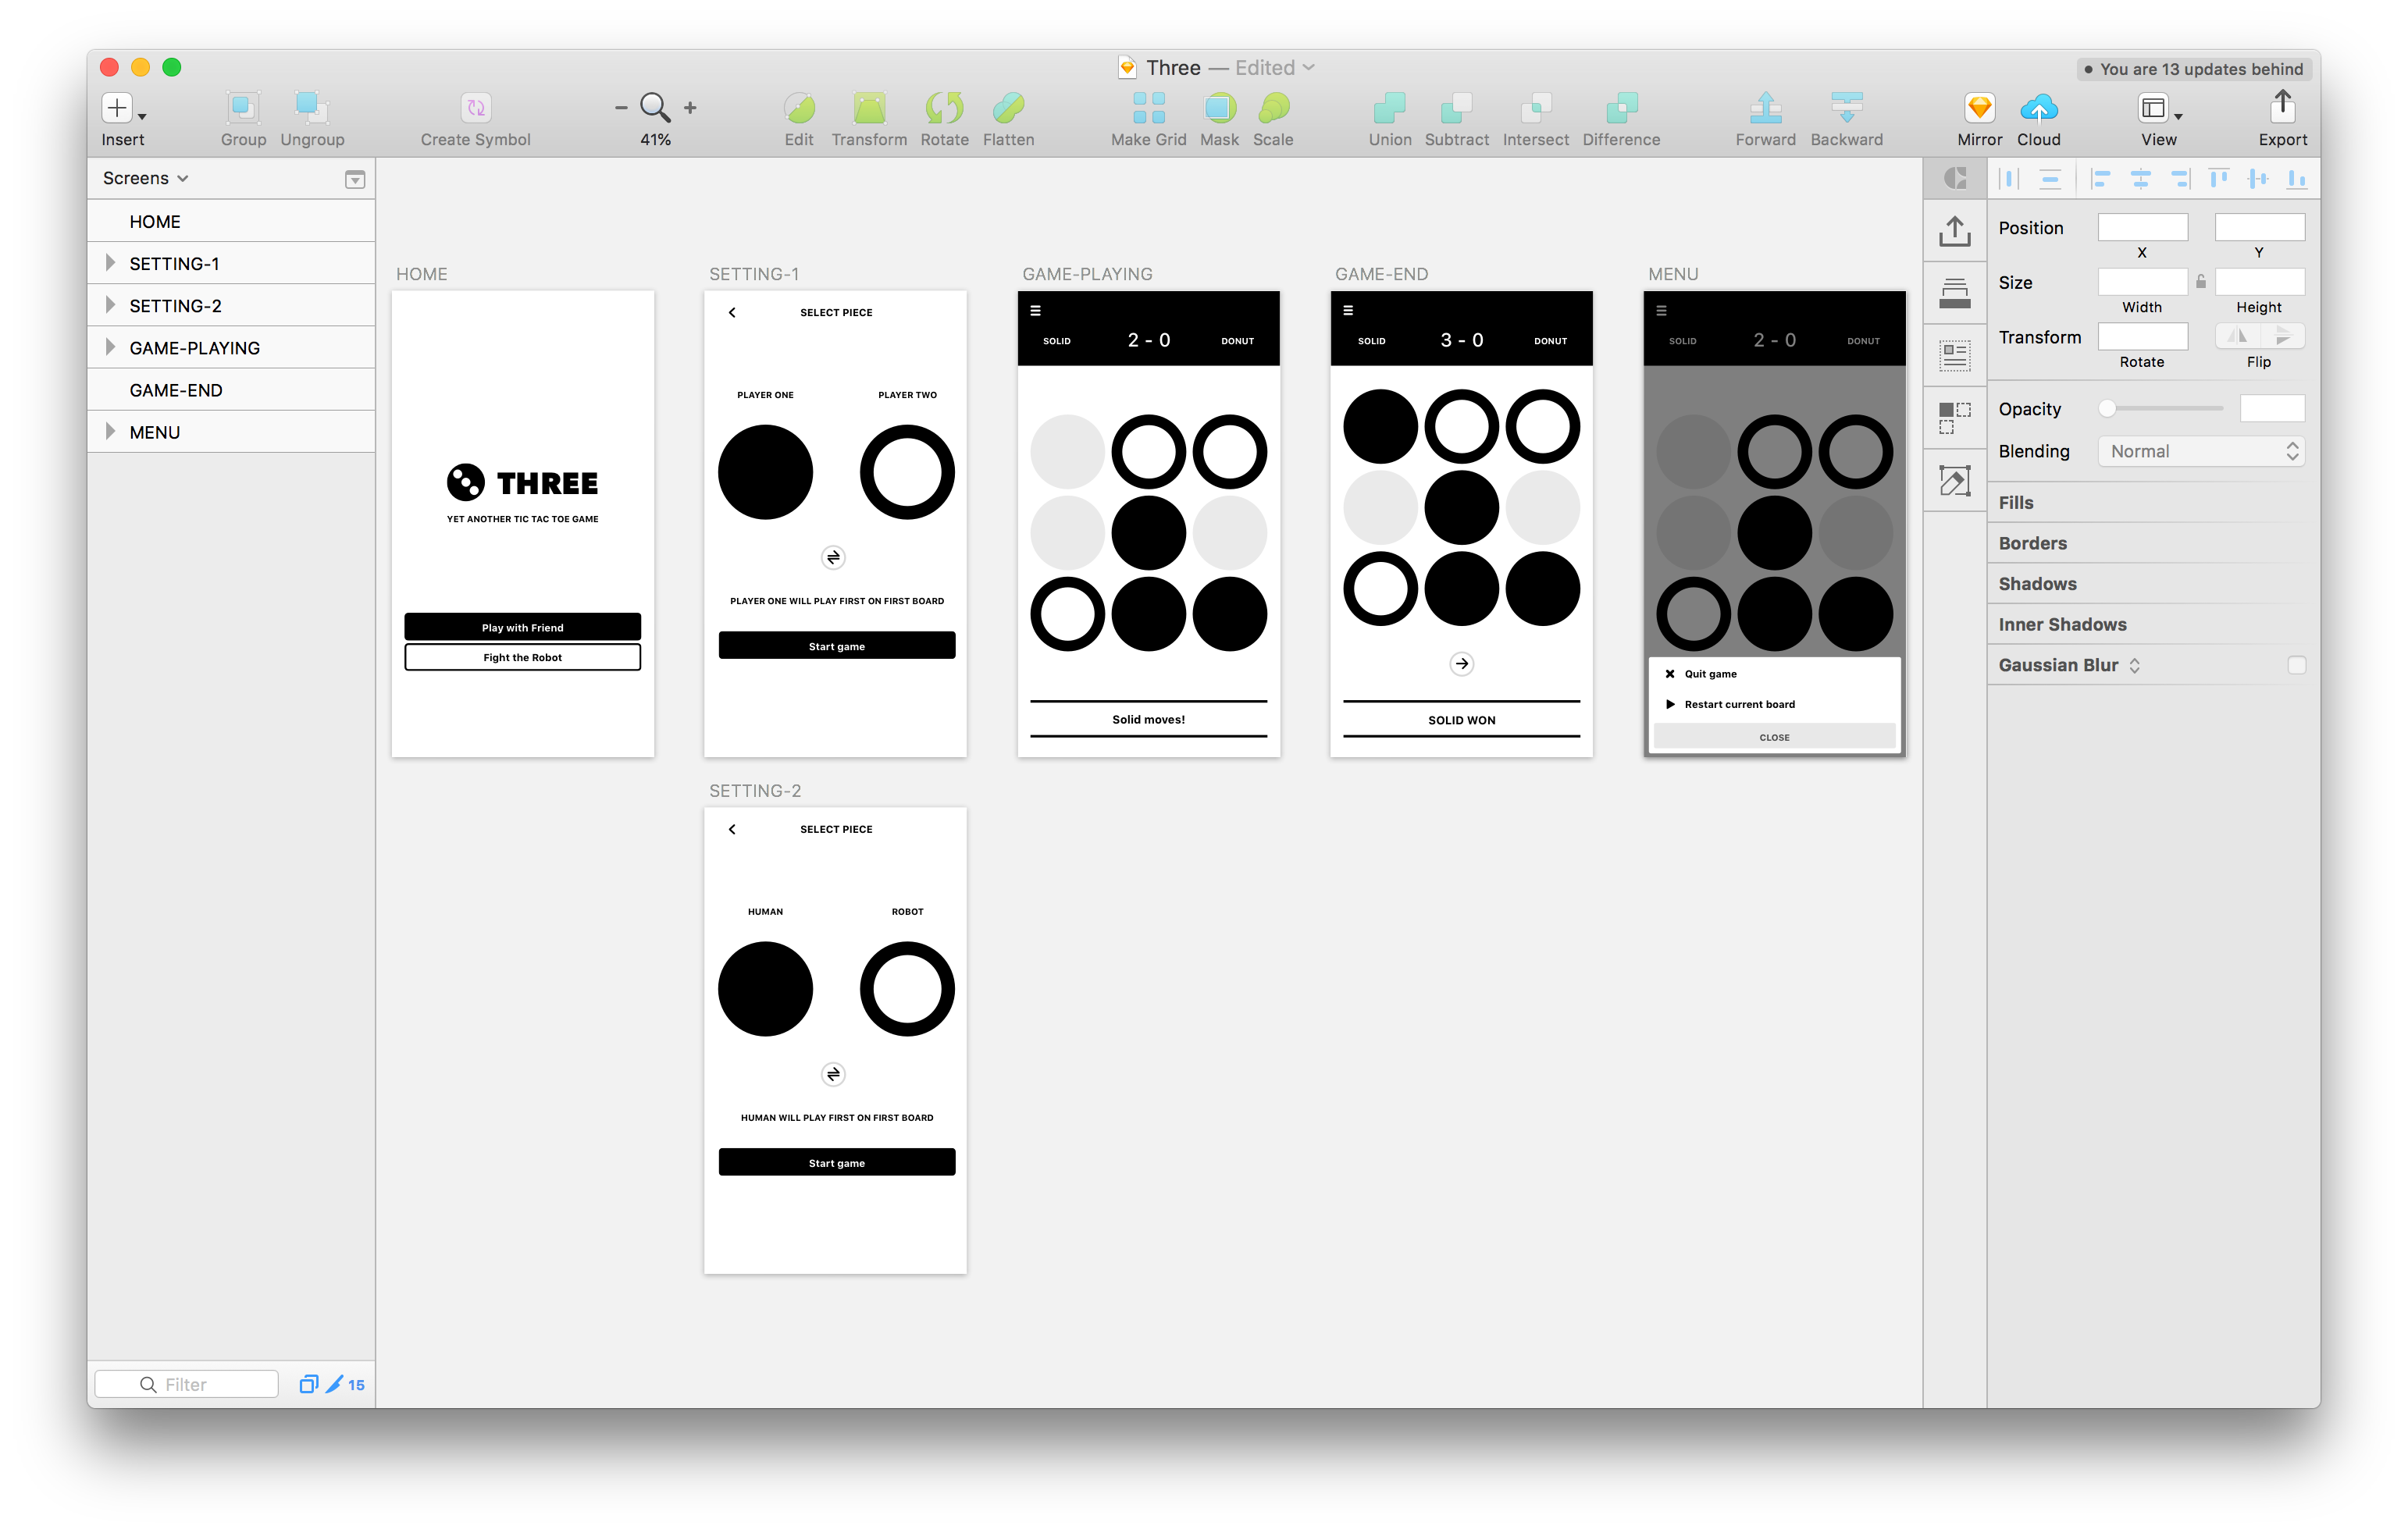 Three — Edited
You are 13 updates behind
Insert
Group
Ungroup
Create Symbol
41%
Edit
Transform
Rotate
Flatten
Make Grid
Mask
Scale
Union
Subtract
Intersect
Difference
Forward
Backward
Mirror
Cloud
View
Export
Screens
HOME
SETTING-1
SETTING-2
GAME-PLAYING
GAME-END
MENU
Filter
15
HOME
THREE
YET ANOTHER TIC TAC TOE GAME
Play with Friend
Fight the Robot
SETTING-1
SELECT PIECE
PLAYER ONE
PLAYER TWO
PLAYER ONE WILL PLAY FIRST ON FIRST BOARD
Start game
GAME-PLAYING
SOLID
2 - 0
DONUT
Solid moves!
GAME-END
SOLID
3 - 0
DONUT
SOLID WON
MENU
SOLID
2 - 0
DONUT
Quit game
Restart current board
CLOSE
SETTING-2
SELECT PIECE
HUMAN
ROBOT
HUMAN WILL PLAY FIRST ON FIRST BOARD
Start game
Position
X
Y
Size
Width
Height
Transform
Rotate
Flip
Opacity
Blending
Normal
Fills
Borders
Shadows
Inner Shadows
Gaussian Blur